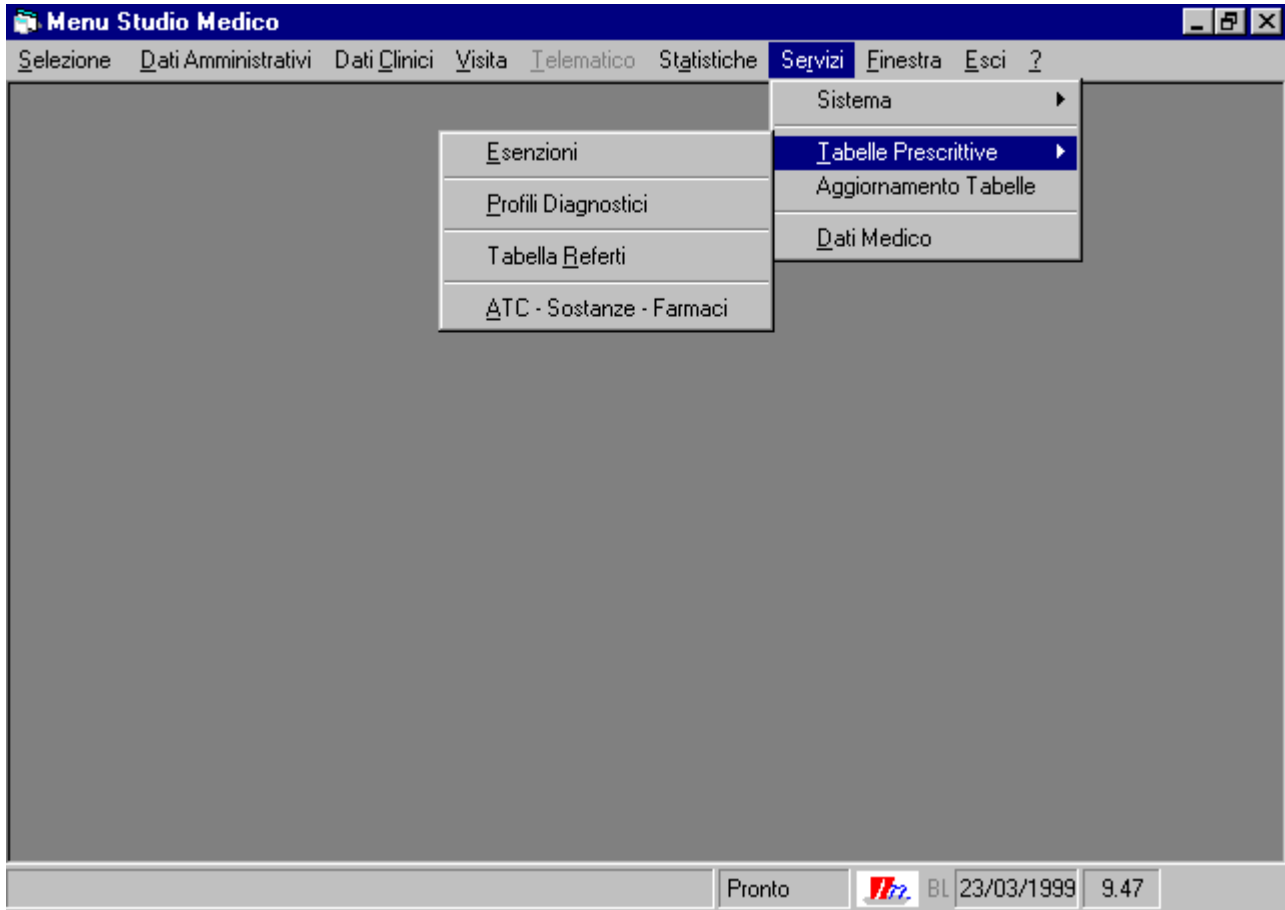 Menu Studio Medico
Selezione Dati Amministrativi Dati Clinici Visita Telematico Statistiche Servizi Finestra Esci ?
Sistema
Tabelle Prescrittive
Aggiornamento Tabelle
Dati Medico
Esenzioni
Profili Diagnostici
Tabella Referti
ATC - Sostanze - Farmaci
Pronto BL 23/03/1999 9.47